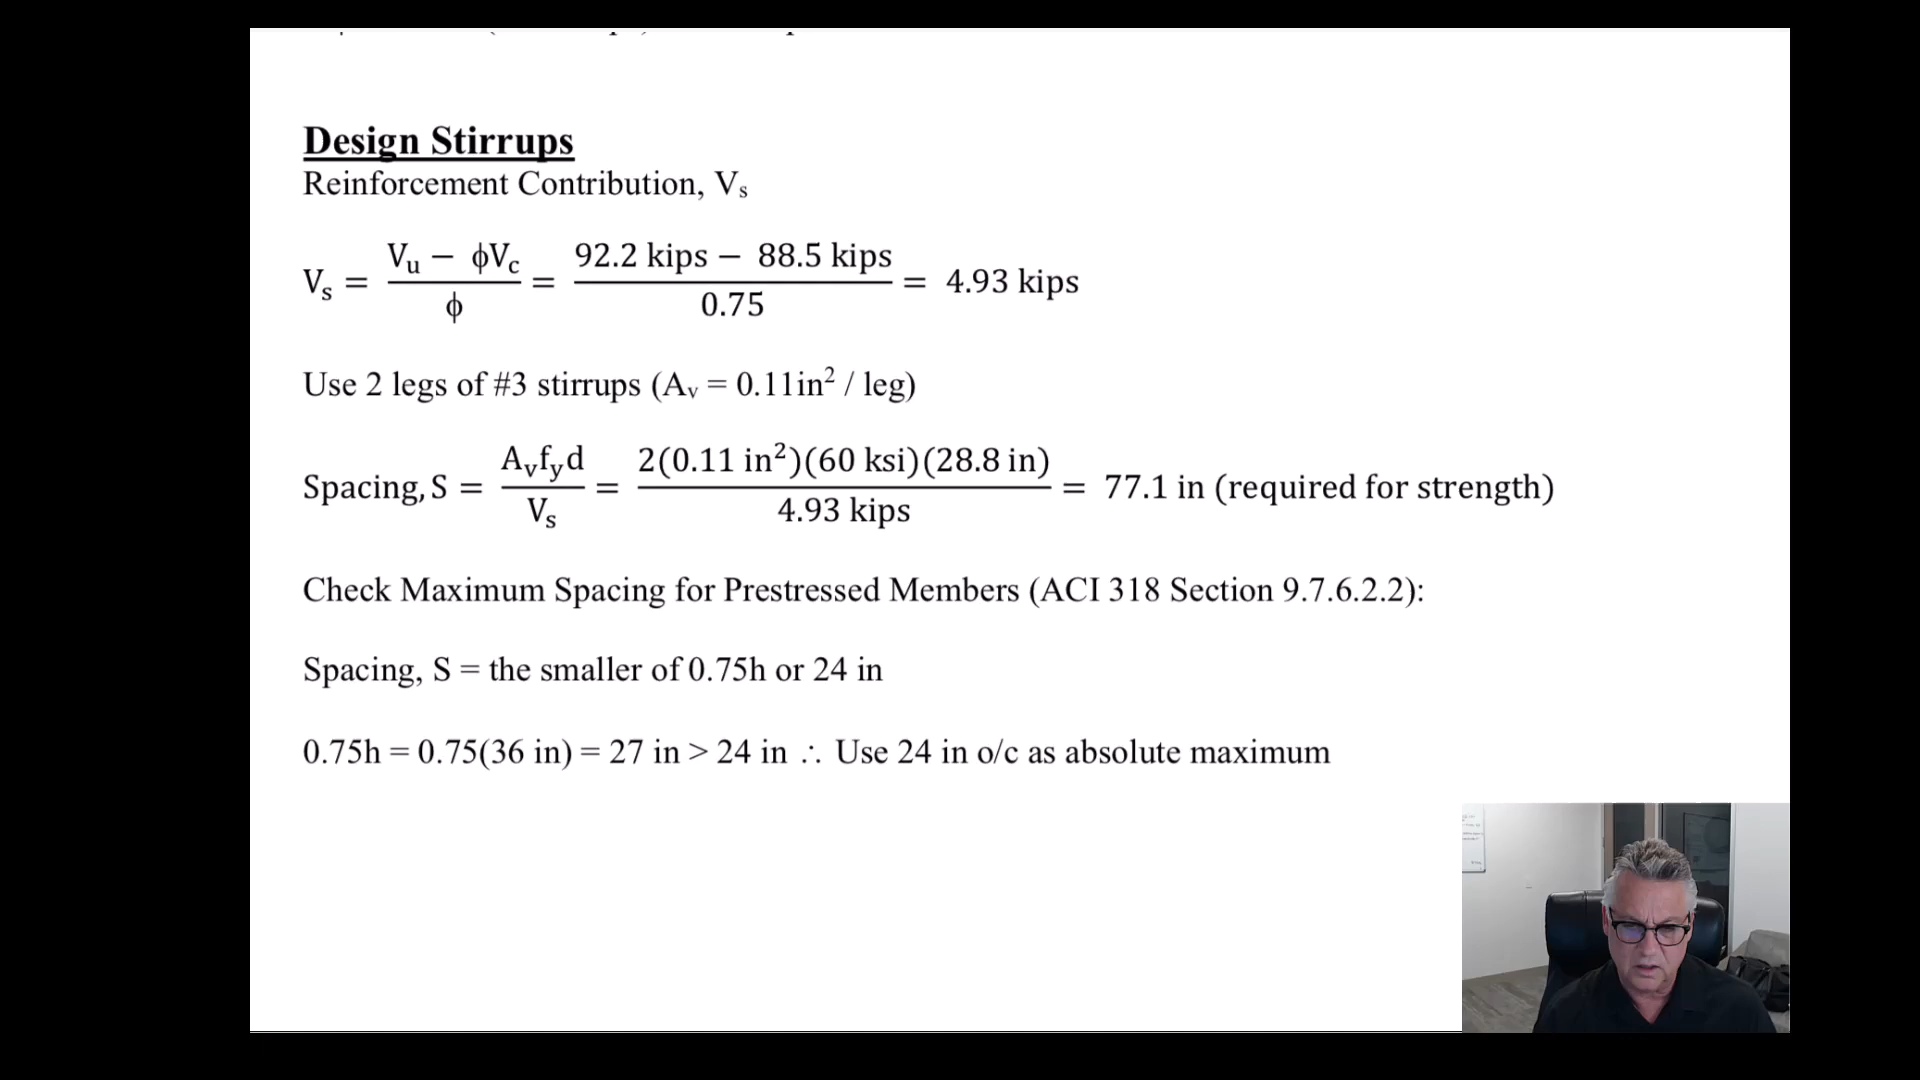 Design Stirrups
Reinforcement Contribution, Vₛ
Vₛ = (Vᵤ − ϕV꜀)/ϕ = (92.2 kips − 88.5 kips)/0.75 = 4.93 kips
Use 2 legs of #3 stirrups (Aᵥ = 0.11in² / leg)
Spacing, S = Aᵥf_yd/Vₛ = 2(0.11 in²)(60 ksi)(28.8 in)/4.93 kips = 77.1 in (required for strength)
Check Maximum Spacing for Prestressed Members (ACI 318 Section 9.7.6.2.2):
Spacing, S = the smaller of 0.75h or 24 in
0.75h = 0.75(36 in) = 27 in > 24 in ∴ Use 24 in o/c as absolute maximum